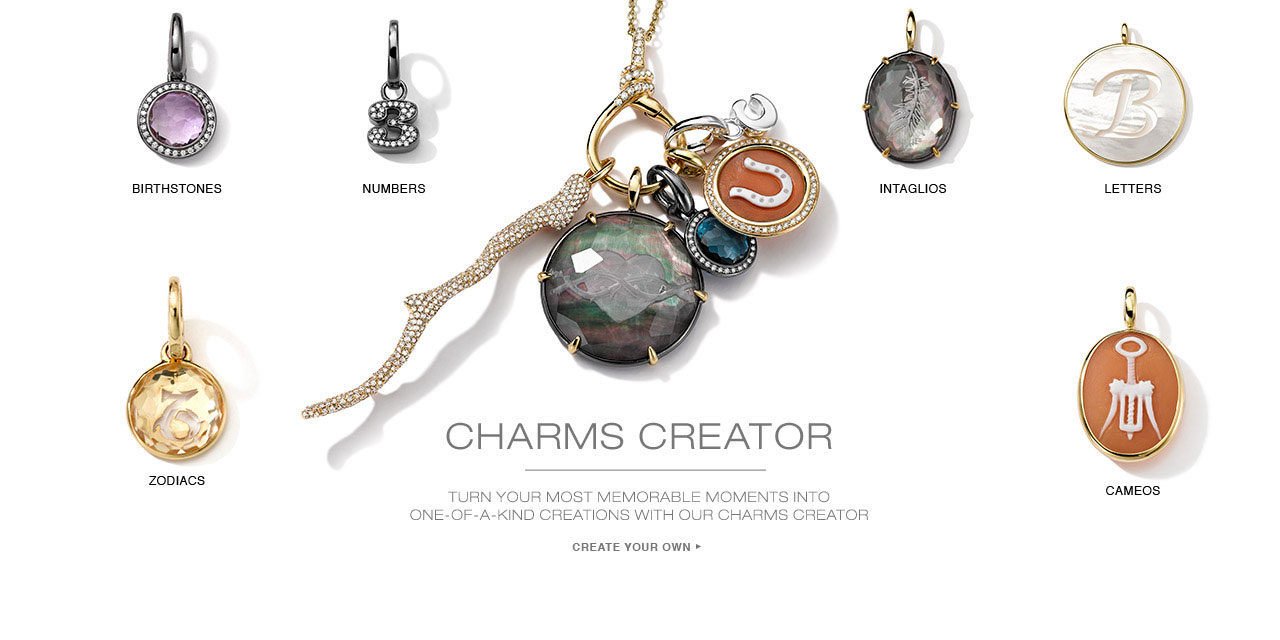 BIRTHSTONES
NUMBERS
INTAGLIOS
LETTERS
B
3
ZODIACS
CAMEOS
CHARMS CREATOR
TURN YOUR MOST MEMORABLE MOMENTS INTO
ONE-OF-A-KIND CREATIONS WITH OUR CHARMS CREATOR
CREATE YOUR OWN ▸